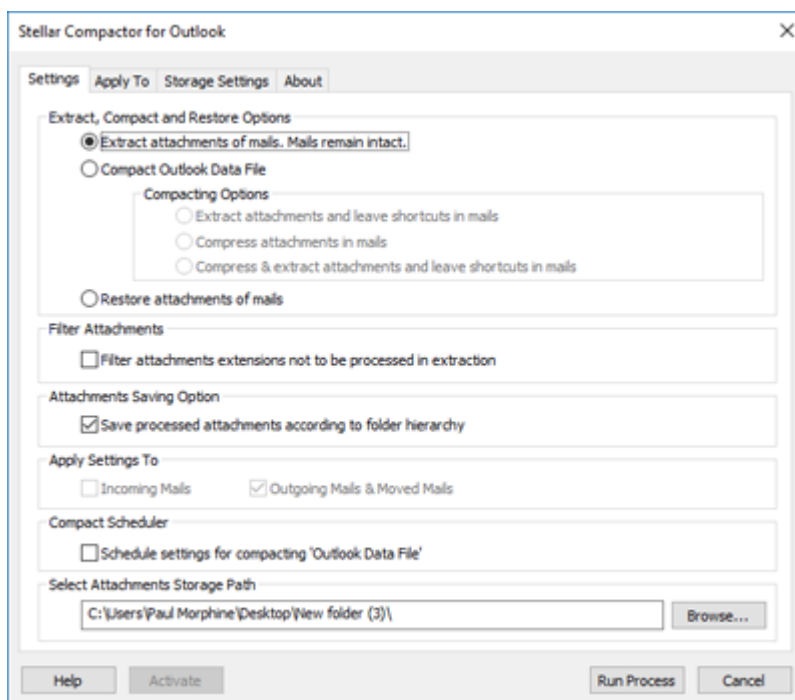 Stellar Compactor for Outlook
Settings Apply To Storage Settings About
Extract, Compact and Restore Options
Extract attachments of mails. Mails remain intact.
Compact Outlook Data File
Compacting Options
Extract attachments and leave shortcuts in mails
Compress attachments in mails
Compress & extract attachments and leave shortcuts in mails
Restore attachments of mails
Filter Attachments
Filter attachments extensions not to be processed in extraction
Attachments Saving Option
Save processed attachments according to folder hierarchy
Apply Settings To
Incoming Mails Outgoing Mails & Moved Mails
Compact Scheduler
Schedule settings for compacting 'Outlook Data File'
Select Attachments Storage Path
C:\Users\Paul Morphine\Desktop\New folder (3)\ Browse...
Help Activate Run Process Cancel